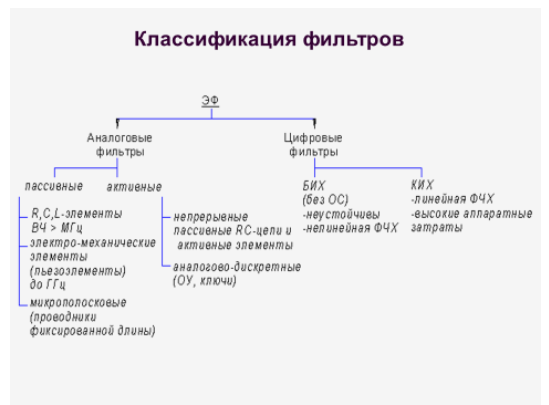 Классификация фильтров
ЭФ
Аналоговые
фильтры
Цифровые
фильтры
пассивные
активные
R,C,L-элементы
ВЧ > МГц
электро-механические
элементы
(пьезоэлементы)
до ГГц
микрополосковые
(проводники
фиксированной длины)
непрерывные
пассивные RC-цепи и
активные элементы
аналогово-дискретные
(ОУ, ключи)
БИХ
(без ОС)
-неустойчивы
-нелинейная ФЧХ
КИХ
-линейная ФЧХ
-высокие аппаратные
затраты